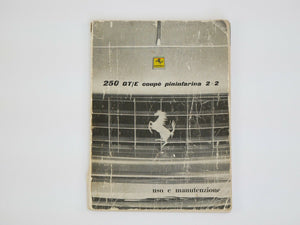 250 GT/E coupé pininfarina 2+2
uso e manutenzione